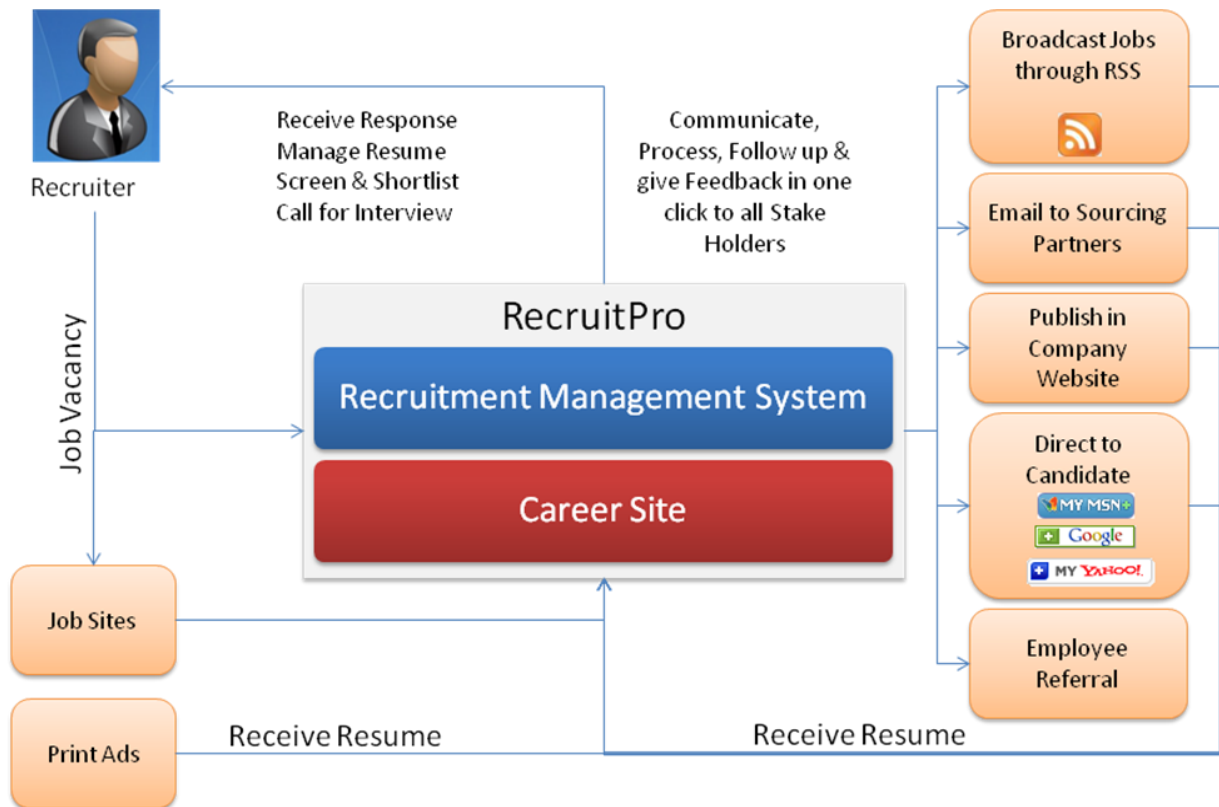 Recruiter
Receive Response
Manage Resume
Screen & Shortlist
Call for Interview
Communicate,
Process, Follow up &
give Feedback in one
click to all Stake
Holders
Job Vacancy
RecruitPro
Recruitment Management System
Career Site
Broadcast Jobs
through RSS
Email to Sourcing
Partners
Publish in
Company
Website
Direct to
Candidate
MY MSN+
+ Google
+ MY YAHOO!.
Employee
Referral
Job Sites
Print Ads
Receive Resume
Receive Resume